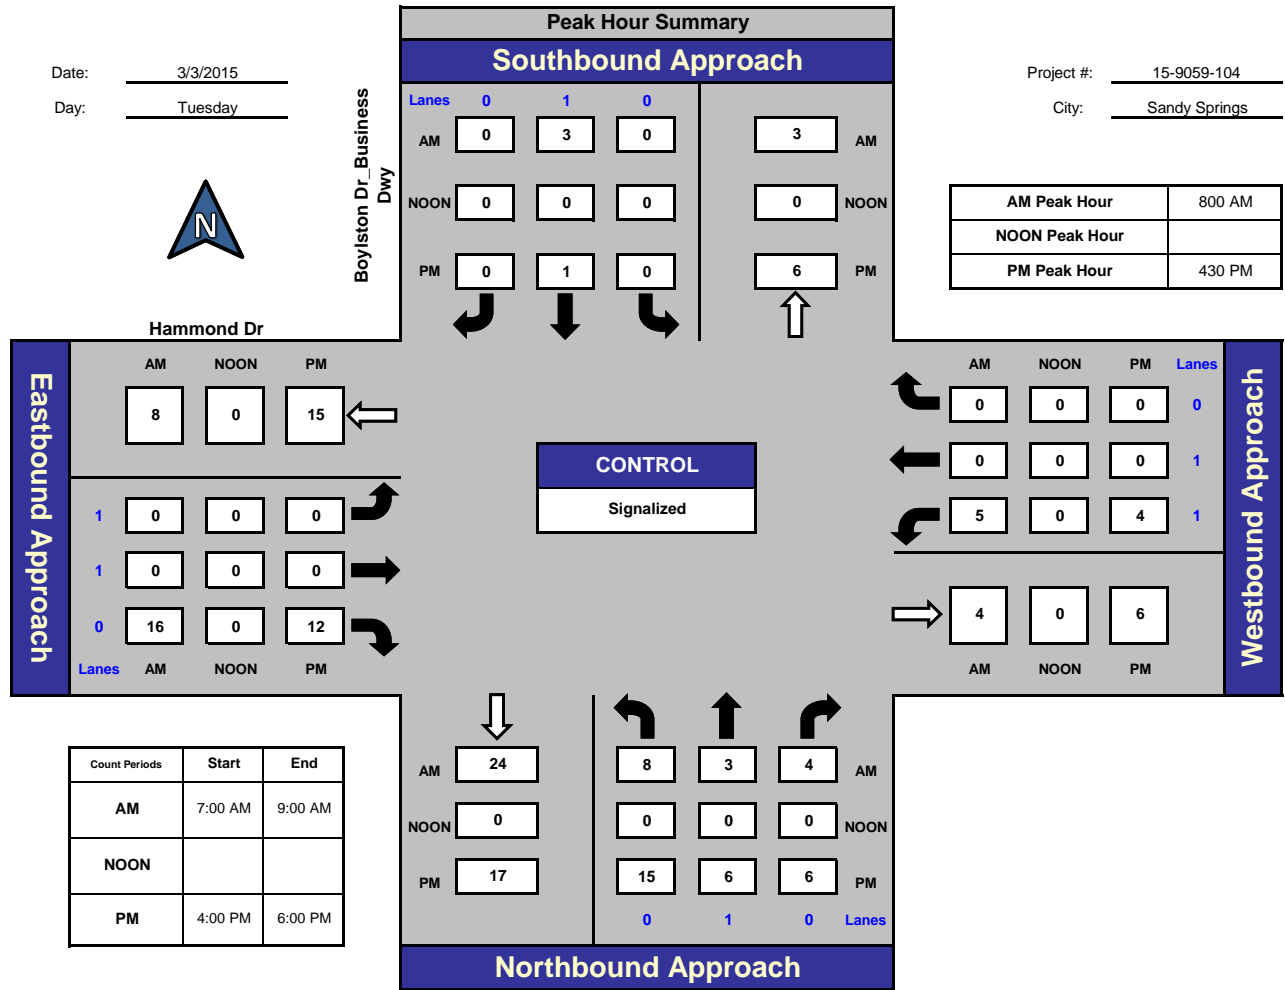 Peak Hour Summary
Southbound Approach
Date: 3/3/2015
Day: Tuesday
Project #: 15-9059-104
City: Sandy Springs
Boylston Dr_Business
Dwy
N
Lanes 0 1 0
AM 0 3 0 3 AM
NOON 0 0 0 0 NOON
PM 0 1 0 6 PM
AM Peak Hour 800 AM
NOON Peak Hour
PM Peak Hour 430 PM
Hammond Dr
Eastbound Approach
AM NOON PM
8 0 15
1 0 0 0
1 0 0 0
0 16 0 12
Lanes AM NOON PM
CONTROL
Signalized
AM NOON PM Lanes
0 0 0 0
0 0 0 1
5 0 4 1
4 0 6
AM NOON PM
Westbound Approach
AM 24 8 3 4 AM
NOON 0 0 0 0 NOON
PM 17 15 6 6 PM
0 1 0 Lanes
Northbound Approach
Count Periods Start End
AM 7:00 AM 9:00 AM
NOON
PM 4:00 PM 6:00 PM